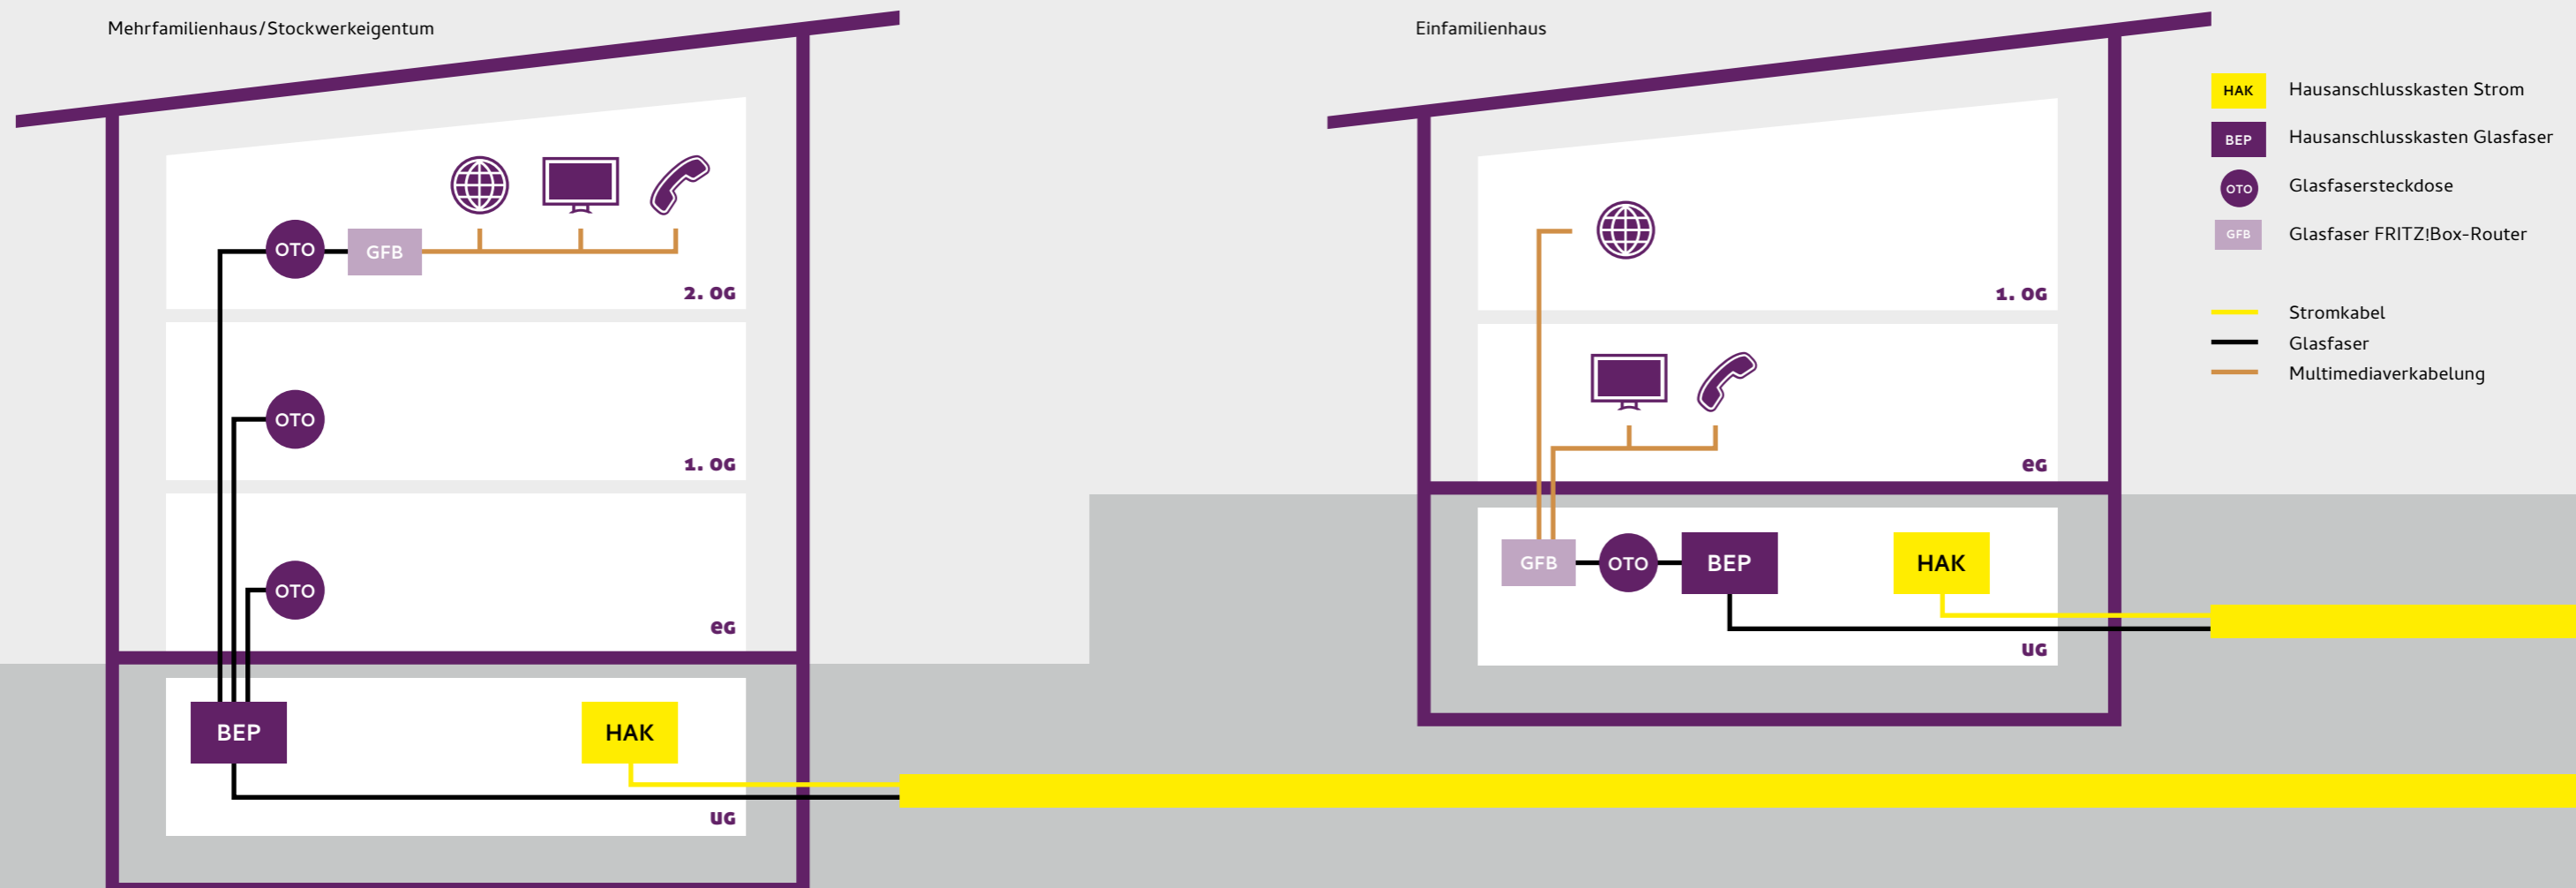 Mehrfamilienhaus/Stockwerkeigentum
OTO
GFB
2. OG
OTO
1. OG
OTO
eG
BEP
HAK
uG
Einfamilienhaus
1. OG
eG
GFB
OTO
BEP
HAK
uG
HAK Hausanschlusskasten Strom
BEP Hausanschlusskasten Glasfaser
OTO Glasfasersteckdose
GFB Glasfaser FRITZ!Box-Router
Stromkabel
Glasfaser
Multimediaverkabelung